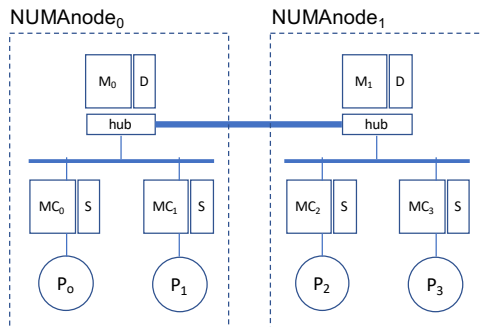 NUMAnode₀ NUMAnode₁
M₀ D M₁ D
hub hub
MC₀ S MC₁ S MC₂ S MC₃ S
Pₒ P₁ P₂ P₃